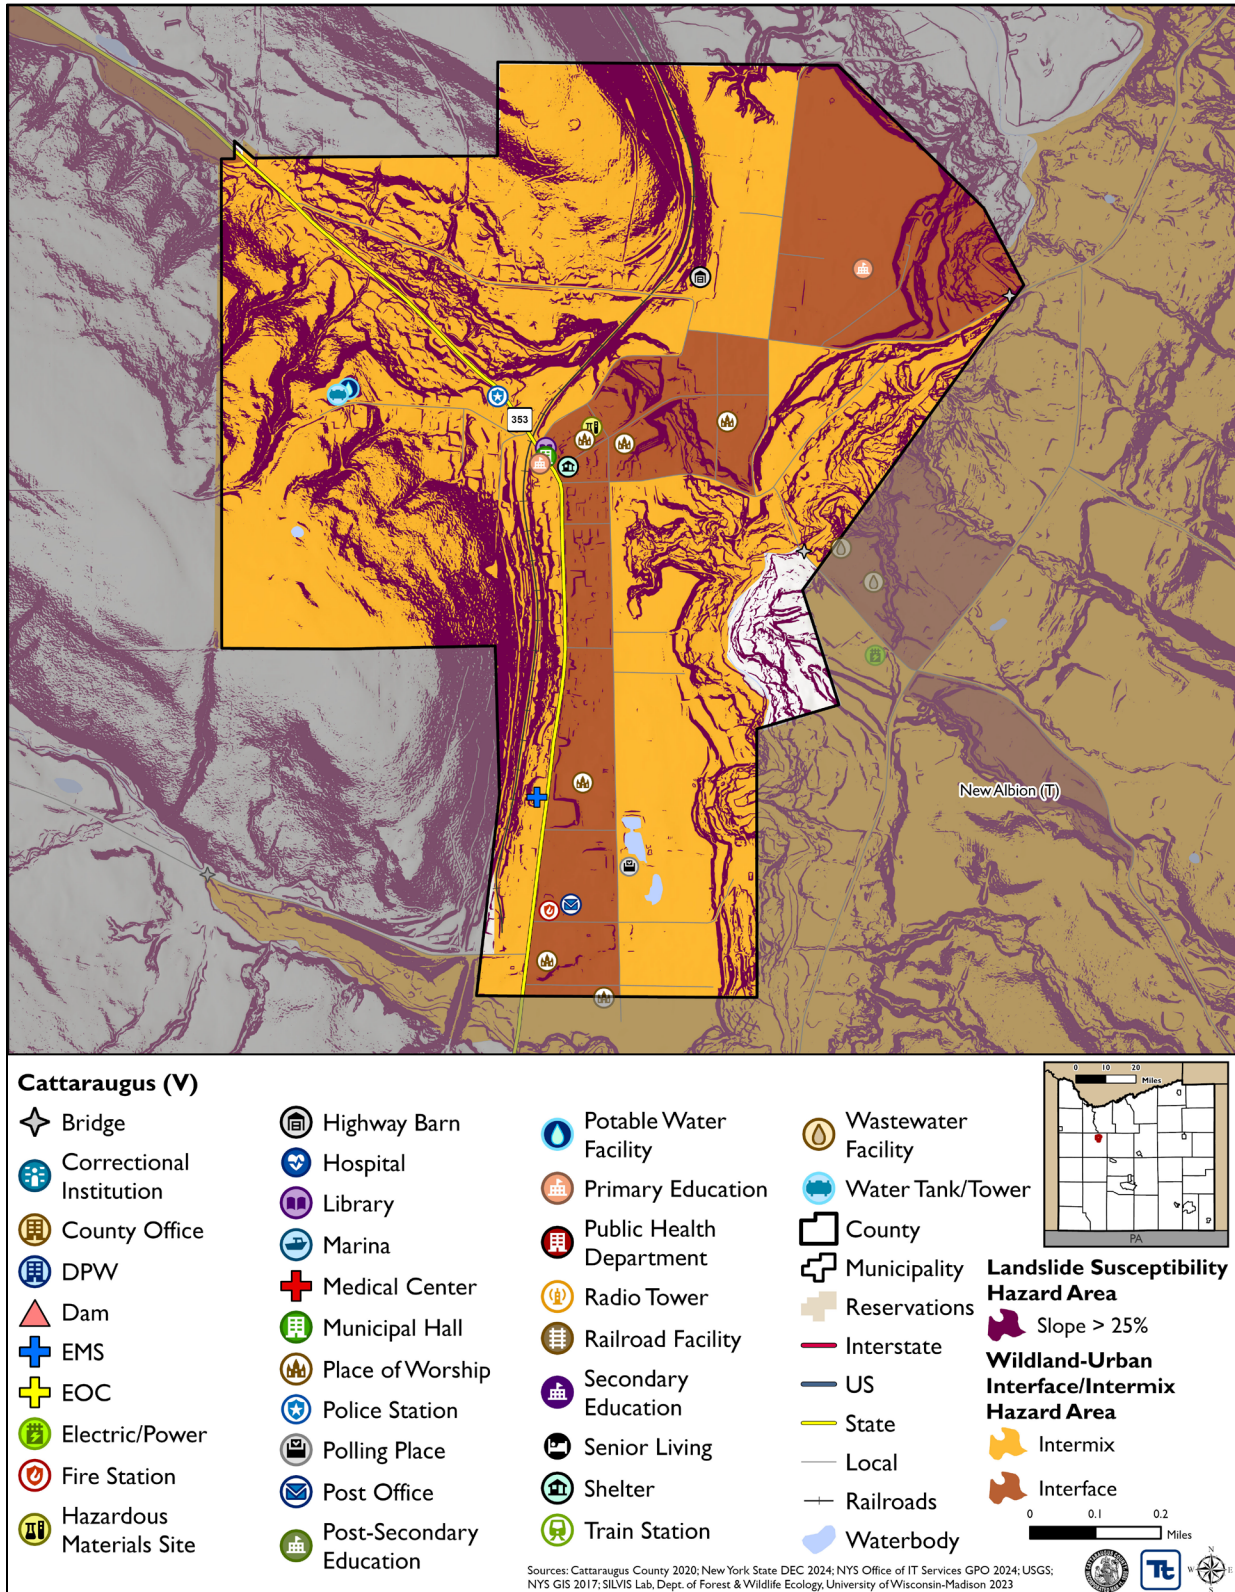 353
New Albion (T)
Cattaraugus (V)
Bridge
Correctional
Institution
County Office
DPW
Dam
EMS
EOC
Electric/Power
Fire Station
Hazardous
Materials Site
Highway Barn
Hospital
Library
Marina
Medical Center
Municipal Hall
Place of Worship
Police Station
Polling Place
Post Office
Post-Secondary
Education
Potable Water
Facility
Primary Education
Public Health
Department
Radio Tower
Railroad Facility
Secondary
Education
Senior Living
Shelter
Train Station
Wastewater
Facility
Water Tank/Tower
County
Municipality
Reservations
Interstate
US
State
Local
Railroads
Waterbody
0 10 20
Miles
PA
Landslide Susceptibility
Hazard Area
Slope > 25%
Wildland-Urban
Interface/Intermix
Hazard Area
Intermix
Interface
0 0.1 0.2
Miles
Tt
N
W E
S
Sources: Cattaraugus County 2020; New York State DEC 2024; NYS Office of IT Services GPO 2024; USGS;
NYS GIS 2017; SILVIS Lab, Dept. of Forest & Wildlife Ecology, University of Wisconsin-Madison 2023